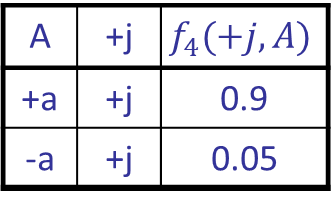 A +j f₄(+j, A)
+a +j 0.9
-a +j 0.05